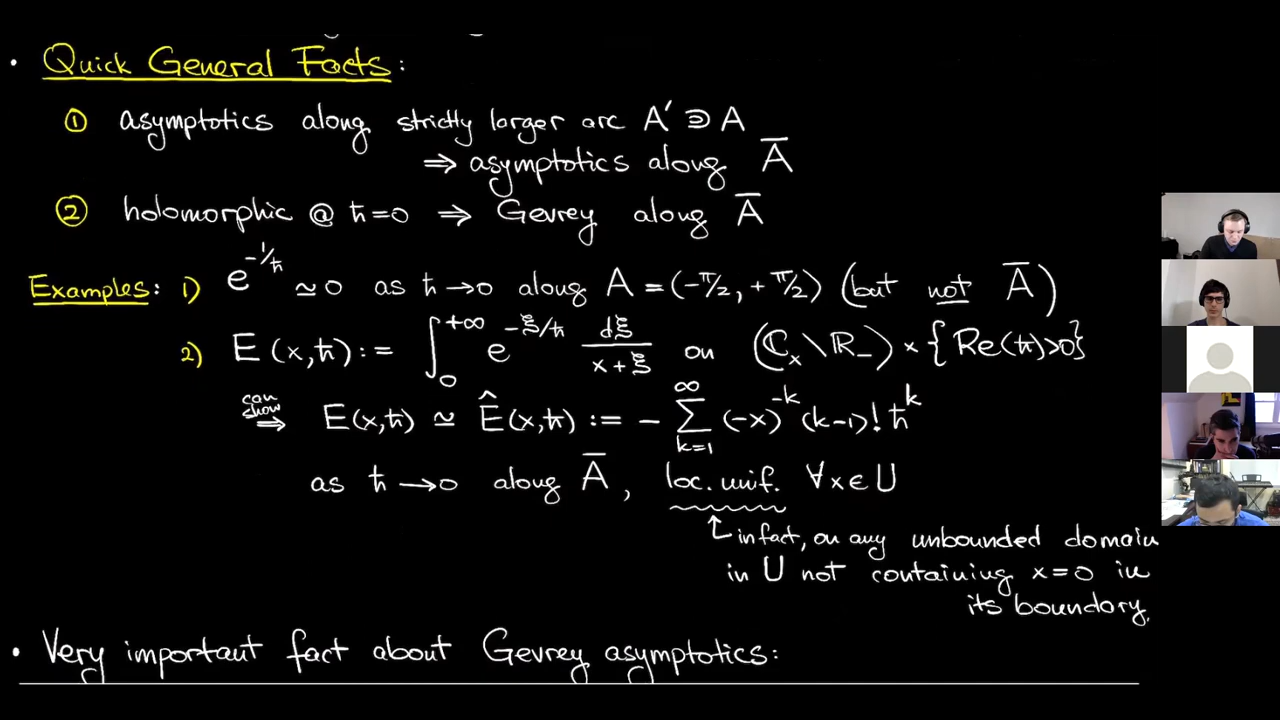 • Quick General Facts:
① asymptotics along strictly larger arc A' ⋑ A
⟹ asymptotics along A̅
② holomorphic @ ħ=0 ⟹ Gevrey along A̅
Examples: 1) e^{-1/ħ} ≃ 0 as ħ→0 along A = (-π/2, +π/2) (but not A̅)
2) E(x,ħ) := ∫_0^{+∞} e^{-ξ/ħ} dξ/(x+ξ) on (ℂ_x \ ℝ_-) × {Re(ħ)>0}
can show ⟹ E(x,ħ) ≃ Ê(x,ħ) := - ∑_{k=1}^{∞} (-x)^{-k} (k-1)! ħ^k
as ħ→0 along A̅, loc. unif. ∀x∈U
↑ in fact, on any unbounded domain
in U not containing x=0 in
its boundary.
• Very important fact about Gevrey asymptotics: